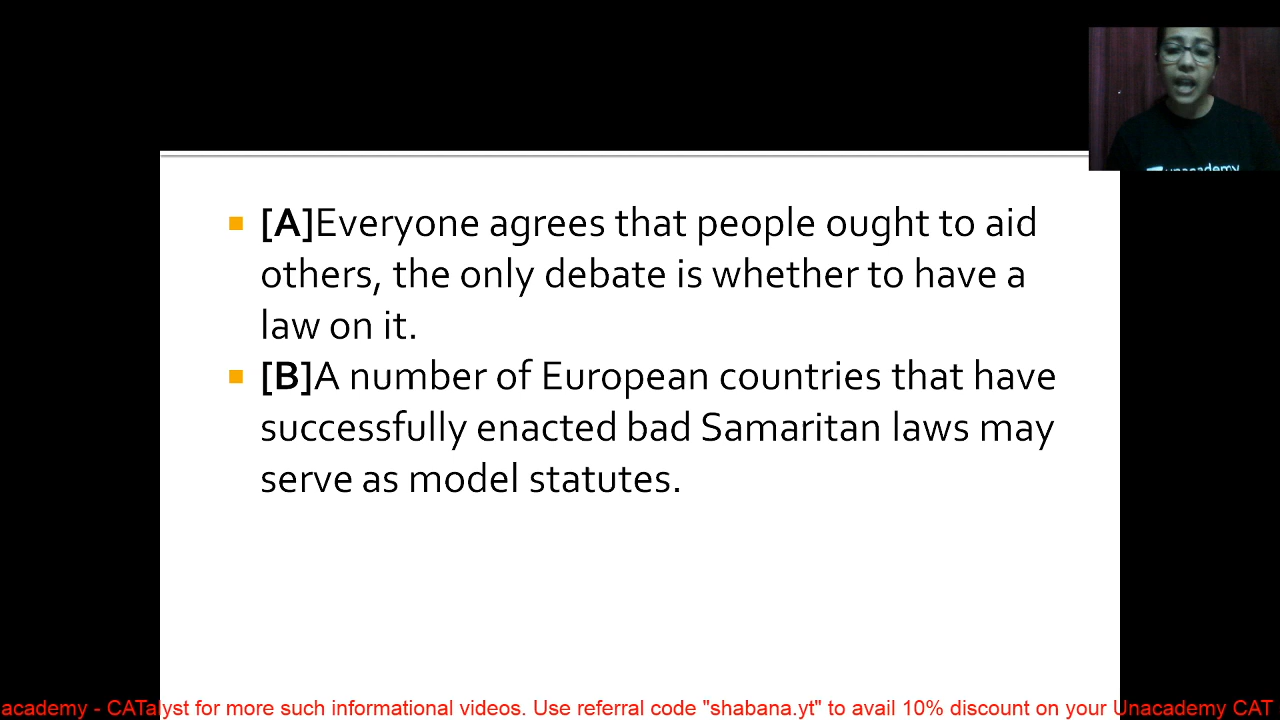 unacademy
[A]Everyone agrees that people ought to aid
others, the only debate is whether to have a
law on it.
[B]A number of European countries that have
successfully enacted bad Samaritan laws may
serve as model statutes.
academy - CATalyst for more such informational videos. Use referral code "shabana.yt" to avail 10% discount on your Unacademy CAT